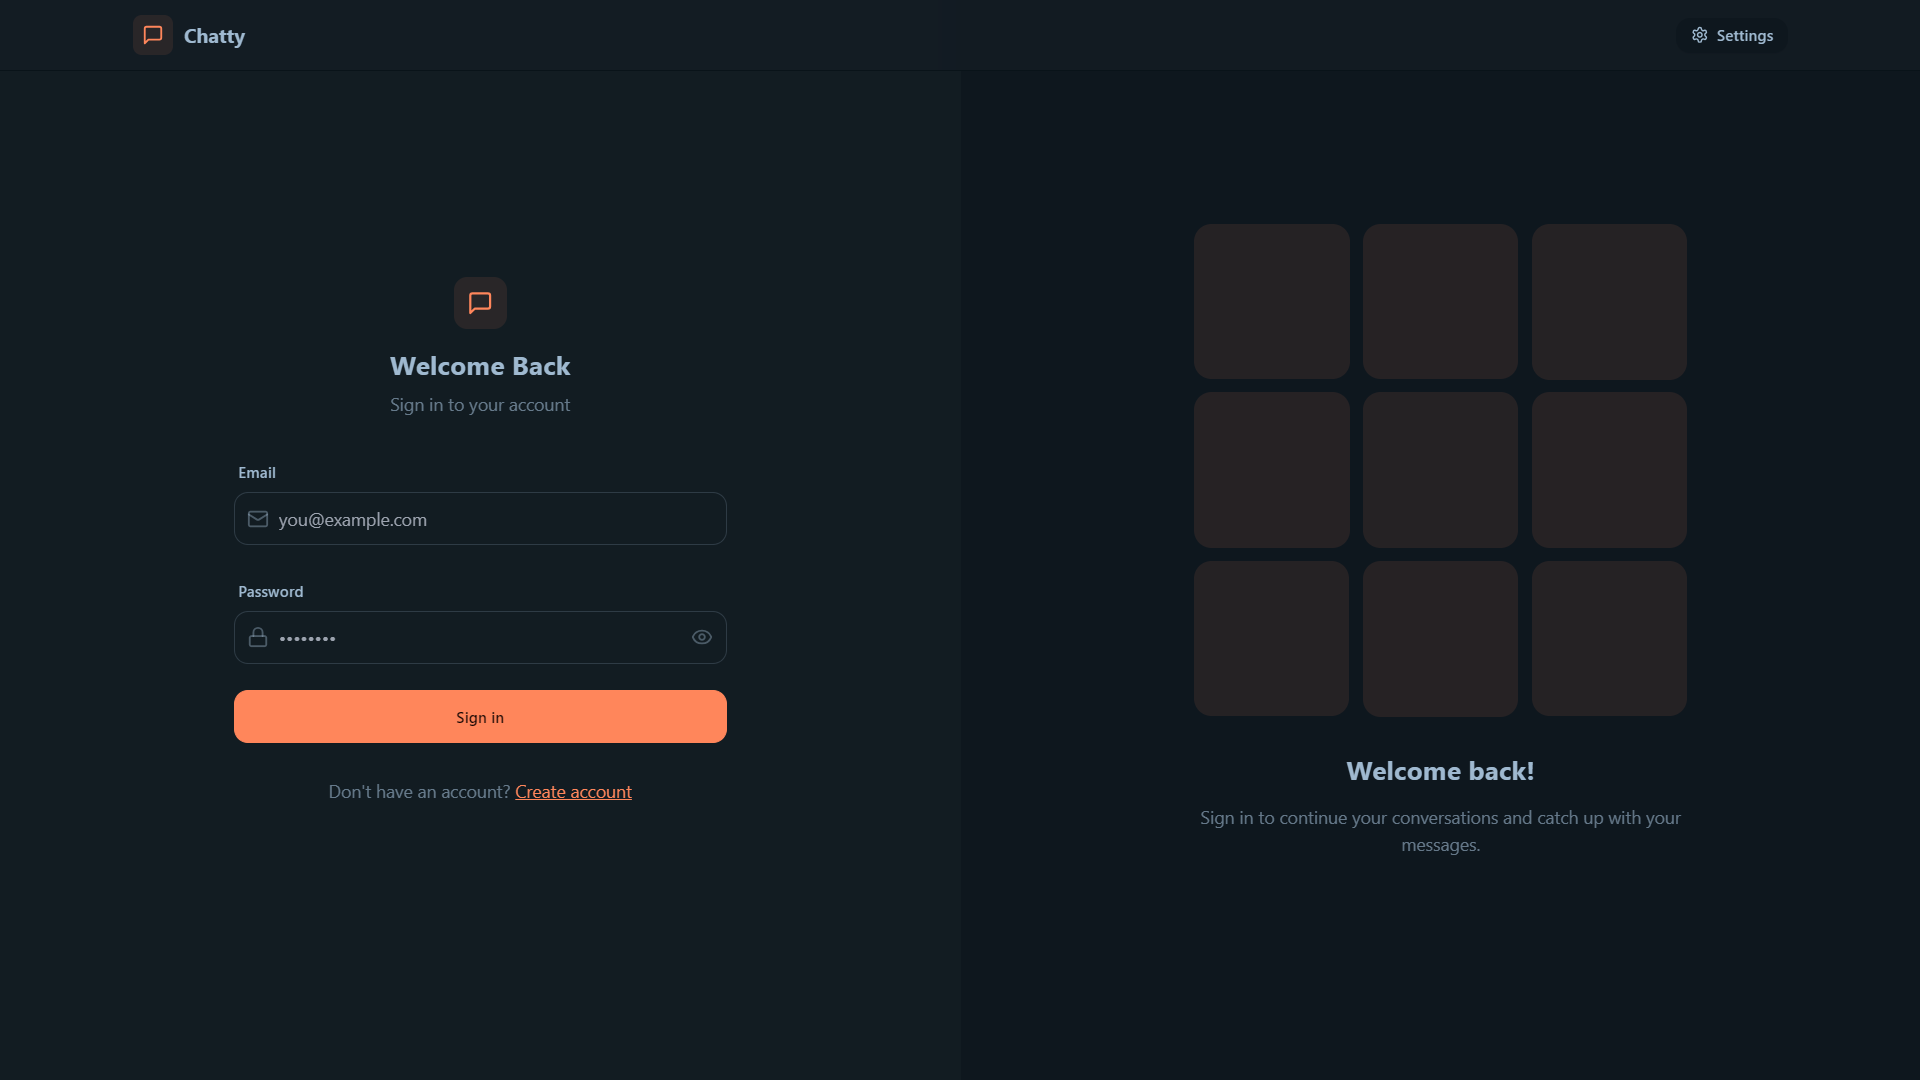 Chatty
Settings
Welcome Back
Sign in to your account
Email
you@example.com
Password
••••••••
Sign in
Don't have an account? Create account
Welcome back!
Sign in to continue your conversations and catch up with your
messages.